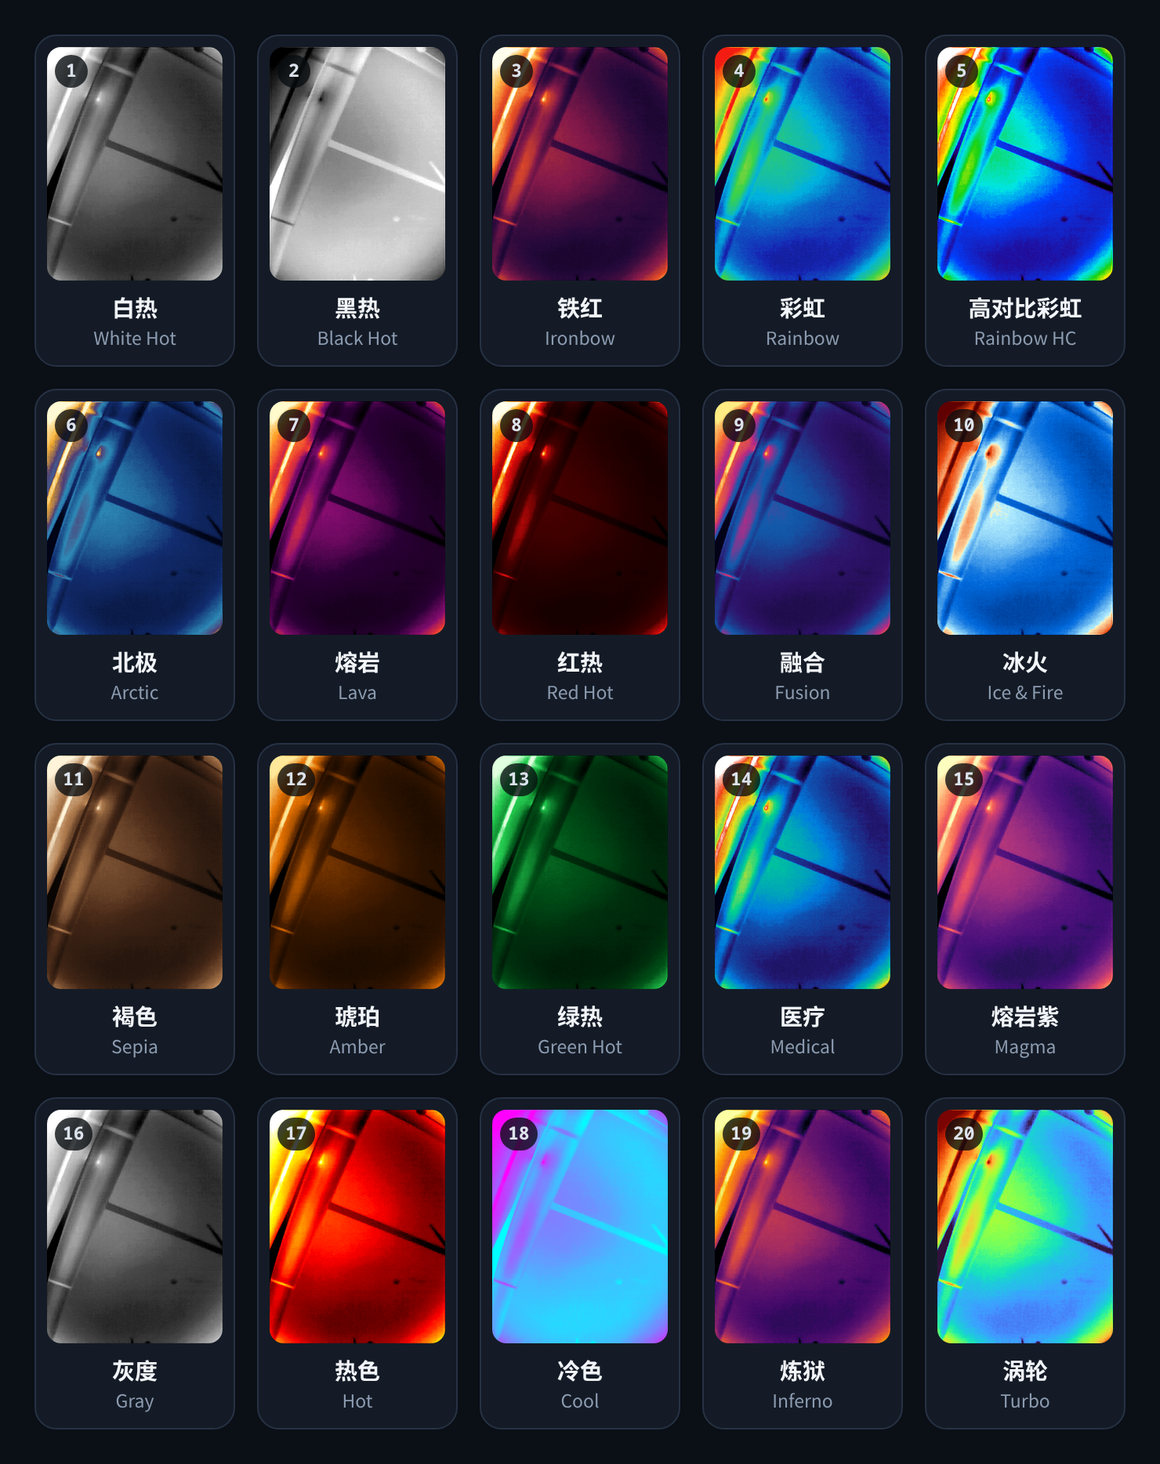 1
白热
White Hot
2
黑热
Black Hot
3
铁红
Ironbow
4
彩虹
Rainbow
5
高对比彩虹
Rainbow HC
6
北极
Arctic
7
熔岩
Lava
8
红热
Red Hot
9
融合
Fusion
10
冰火
Ice & Fire
11
褐色
Sepia
12
琥珀
Amber
13
绿热
Green Hot
14
医疗
Medical
15
熔岩紫
Magma
16
灰度
Gray
17
热色
Hot
18
冷色
Cool
19
炼狱
Inferno
20
涡轮
Turbo